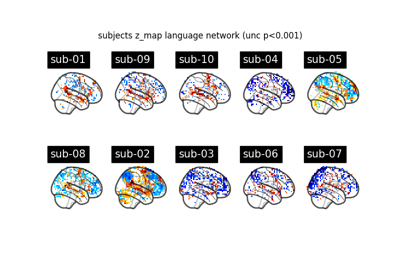 subjects z_map language network (unc p<0.001)
sub-01 sub-09 sub-10 sub-04 sub-05
sub-08 sub-02 sub-03 sub-06 sub-07